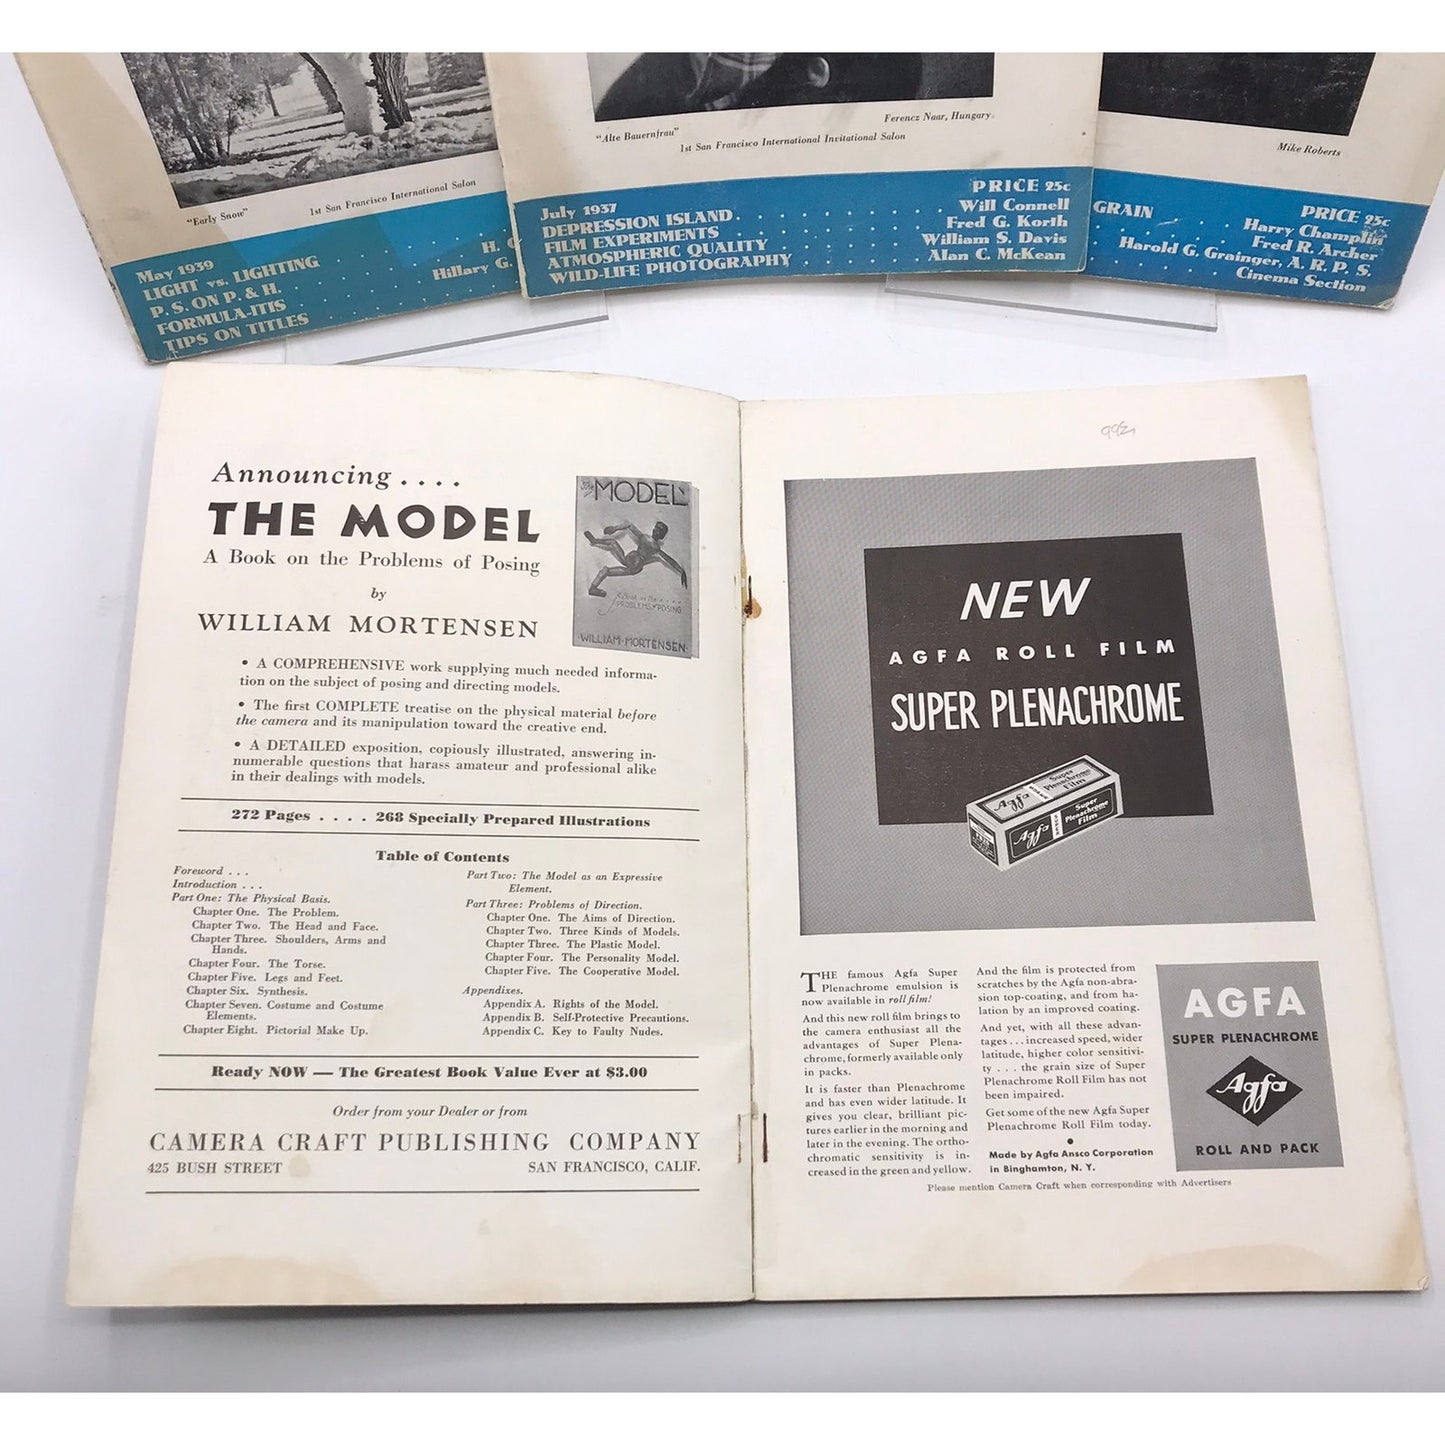 "Early Snow"
1st San Francisco International Salon
May 1939
LIGHT vs. LIGHTING
P. S. ON P. & H.
FORMULA-ITIS
TIPS ON TITLES
H.
Hillary G.
"Alte Bauernfrau"
Ferencz Naar, Hungary.
1st San Francisco International Invitational Salon
July 1937
PRICE 25c
DEPRESSION ISLAND . . . . . Will Connell
FILM EXPERIMENTS . . . . . Fred G. Korth
ATMOSPHERIC QUALITY . . . . . William S. Davis
WILD-LIFE PHOTOGRAPHY . . . . . Alan C. McKean
Mike Roberts
PRICE 25c
GRAIN . . . Harry Champlin
Fred R. Archer
Harold G. Grainger, A. R. P. S.
Cinema Section
Announcing . . . .
THE MODEL
A Book on the Problems of Posing
by
WILLIAM MORTENSEN
The MODEL
A Book on the . . . .
PROBLEMS of POSING
·WILLIAM·MORTENSEN·
• A COMPREHENSIVE work supplying much needed informa-
tion on the subject of posing and directing models.
• The first COMPLETE treatise on the physical material before
the camera and its manipulation toward the creative end.
• A DETAILED exposition, copiously illustrated, answering in-
numerable questions that harass amateur and professional alike
in their dealings with models.
272 Pages . . . . 268 Specially Prepared Illustrations
Table of Contents
Foreword . . .
Introduction . . .
Part One: The Physical Basis.
Chapter One. The Problem.
Chapter Two. The Head and Face.
Chapter Three. Shoulders, Arms and
Hands.
Chapter Four. The Torse.
Chapter Five. Legs and Feet.
Chapter Six. Synthesis.
Chapter Seven. Costume and Costume
Elements.
Chapter Eight. Pictorial Make Up.
Part Two: The Model as an Expressive
Element.
Part Three: Problems of Direction.
Chapter One. The Aims of Direction.
Chapter Two. Three Kinds of Models.
Chapter Three. The Plastic Model.
Chapter Four. The Personality Model.
Chapter Five. The Cooperative Model.
Appendixes.
Appendix A. Rights of the Model.
Appendix B. Self-Protective Precautions.
Appendix C. Key to Faulty Nudes.
Ready NOW — The Greatest Book Value Ever at $3.00
Order from your Dealer or from
CAMERA CRAFT PUBLISHING COMPANY
425 BUSH STREET SAN FRANCISCO, CALIF.
NEW
AGFA ROLL FILM
SUPER PLENACHROME
Agfa
Super
Plenachrome
Film
Agfa
Super
Plenachrome
Film
THE famous Agfa Super
Plenachrome emulsion is
now available in roll film!
And this new roll film brings to
the camera enthusiast all the
advantages of Super Plena-
chrome, formerly available only
in packs.
It is faster than Plenachrome
and has even wider latitude. It
gives you clear, brilliant pic-
tures earlier in the morning and
later in the evening. The ortho-
chromatic sensitivity is in-
creased in the green and yellow.
And the film is protected from
scratches by the Agfa non-abra-
sion top-coating, and from ha-
lation by an improved coating.
And yet, with all these advan-
tages . . . increased speed, wider
latitude, higher color sensitivi-
ty . . . the grain size of Super
Plenachrome Roll Film has not
been impaired.
Get some of the new Agfa Super
Plenachrome Roll Film today.
•
Made by Agfa Ansco Corporation
in Binghamton, N. Y.
AGFA
SUPER PLENACHROME
Agfa
ROLL AND PACK
Please mention Camera Craft when corresponding with Advertisers